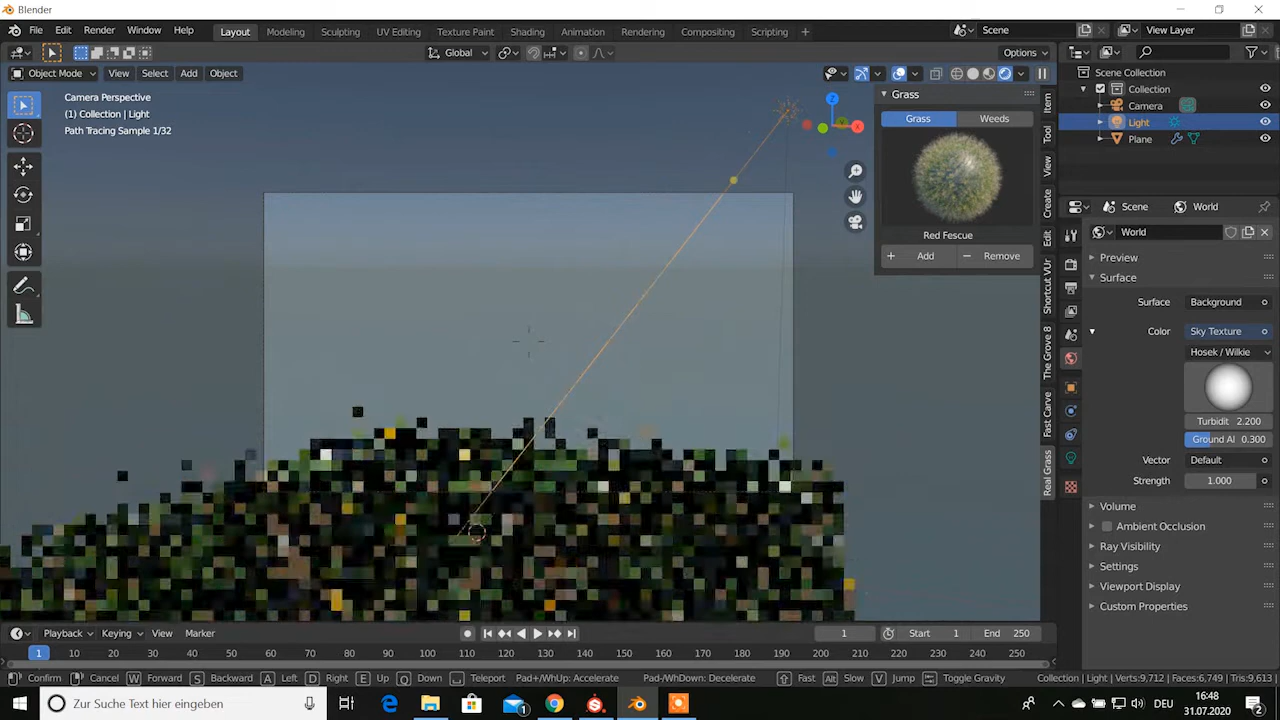 Blender
File Edit Render Window Help
Layout Modeling Sculpting UV Editing Texture Paint Shading Animation Rendering Compositing Scripting +
Scene
View Layer
Global
Options
Object Mode View Select Add Object
Scene Collection
Collection
Camera
Light
Plane
Camera Perspective
(1) Collection | Light
Path Tracing Sample 1/32
Z
Y
X
Grass
Grass Weeds
Red Fescue
+ Add − Remove
Item
Tool
View
Create
Edit
Shortcut VUr
The Grove 8
Fast Carve
Real Grass
Scene World
World
Preview
Surface
Surface Background
Color Sky Texture
Hosek / Wilkie
Turbidit 2.200
Ground Al 0.300
Vector Default
Strength 1.000
Volume
Ambient Occlusion
Ray Visibility
Settings
Viewport Display
Custom Properties
Playback Keying View Marker
1 Start 1 End 250
1 10 20 30 40 50 60 70 80 90 100 110 120 130 140 150 160 170 180 190 200 210 220 230 240 250
Confirm Cancel W Forward S Backward A Left D Right E Up Q Down Teleport Pad+/WhUp: Accelerate Pad-/WhDown: Decelerate Fast Alt Slow V Jump Toggle Gravity Collection | Light | Verts:9,712 | Faces:6,749 | Tris:9,613
Zur Suche Text hier eingeben
1
DEU
16:48
31.07.2020
2